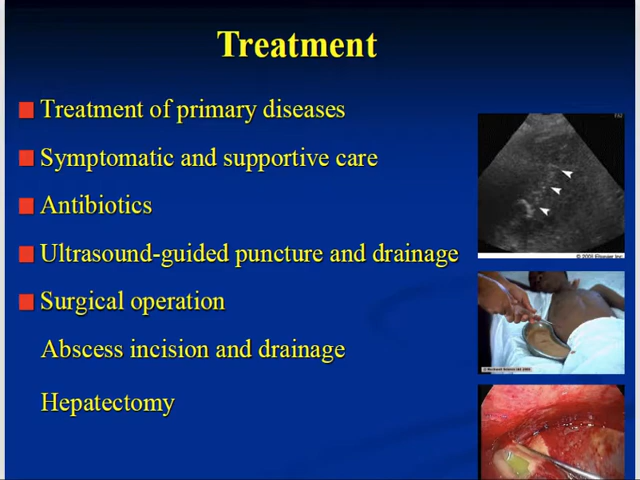 Treatment
Treatment of primary diseases
Symptomatic and supportive care
Antibiotics
Ultrasound-guided puncture and drainage
Surgical operation
Abscess incision and drainage
Hepatectomy